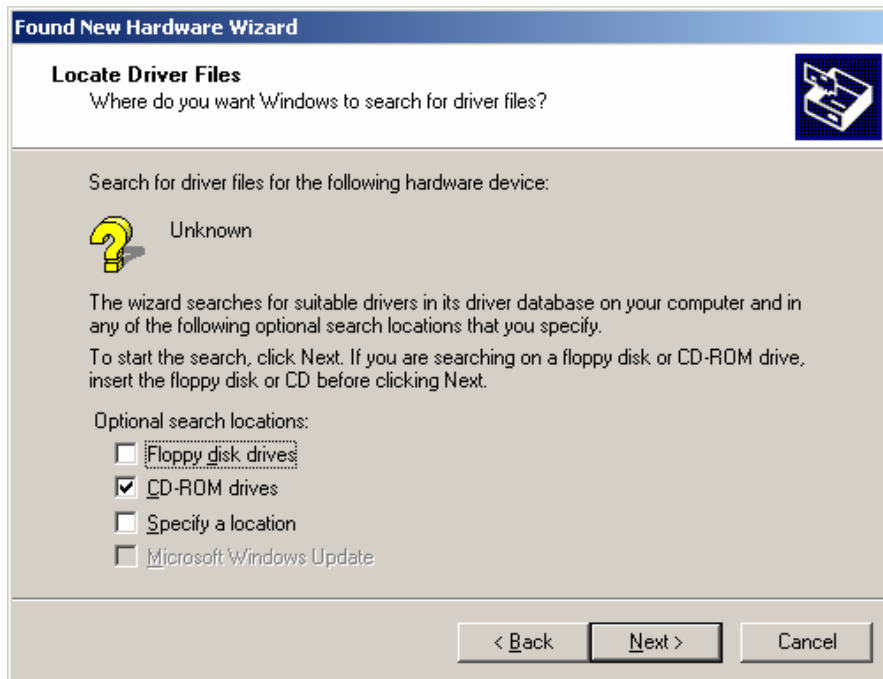 Found New Hardware Wizard
Locate Driver Files
Where do you want Windows to search for driver files?
Search for driver files for the following hardware device:
Unknown
The wizard searches for suitable drivers in its driver database on your computer and in
any of the following optional search locations that you specify.
To start the search, click Next. If you are searching on a floppy disk or CD-ROM drive,
insert the floppy disk or CD before clicking Next.
Optional search locations:
Floppy disk drives
CD-ROM drives
Specify a location
Microsoft Windows Update
< Back Next > Cancel